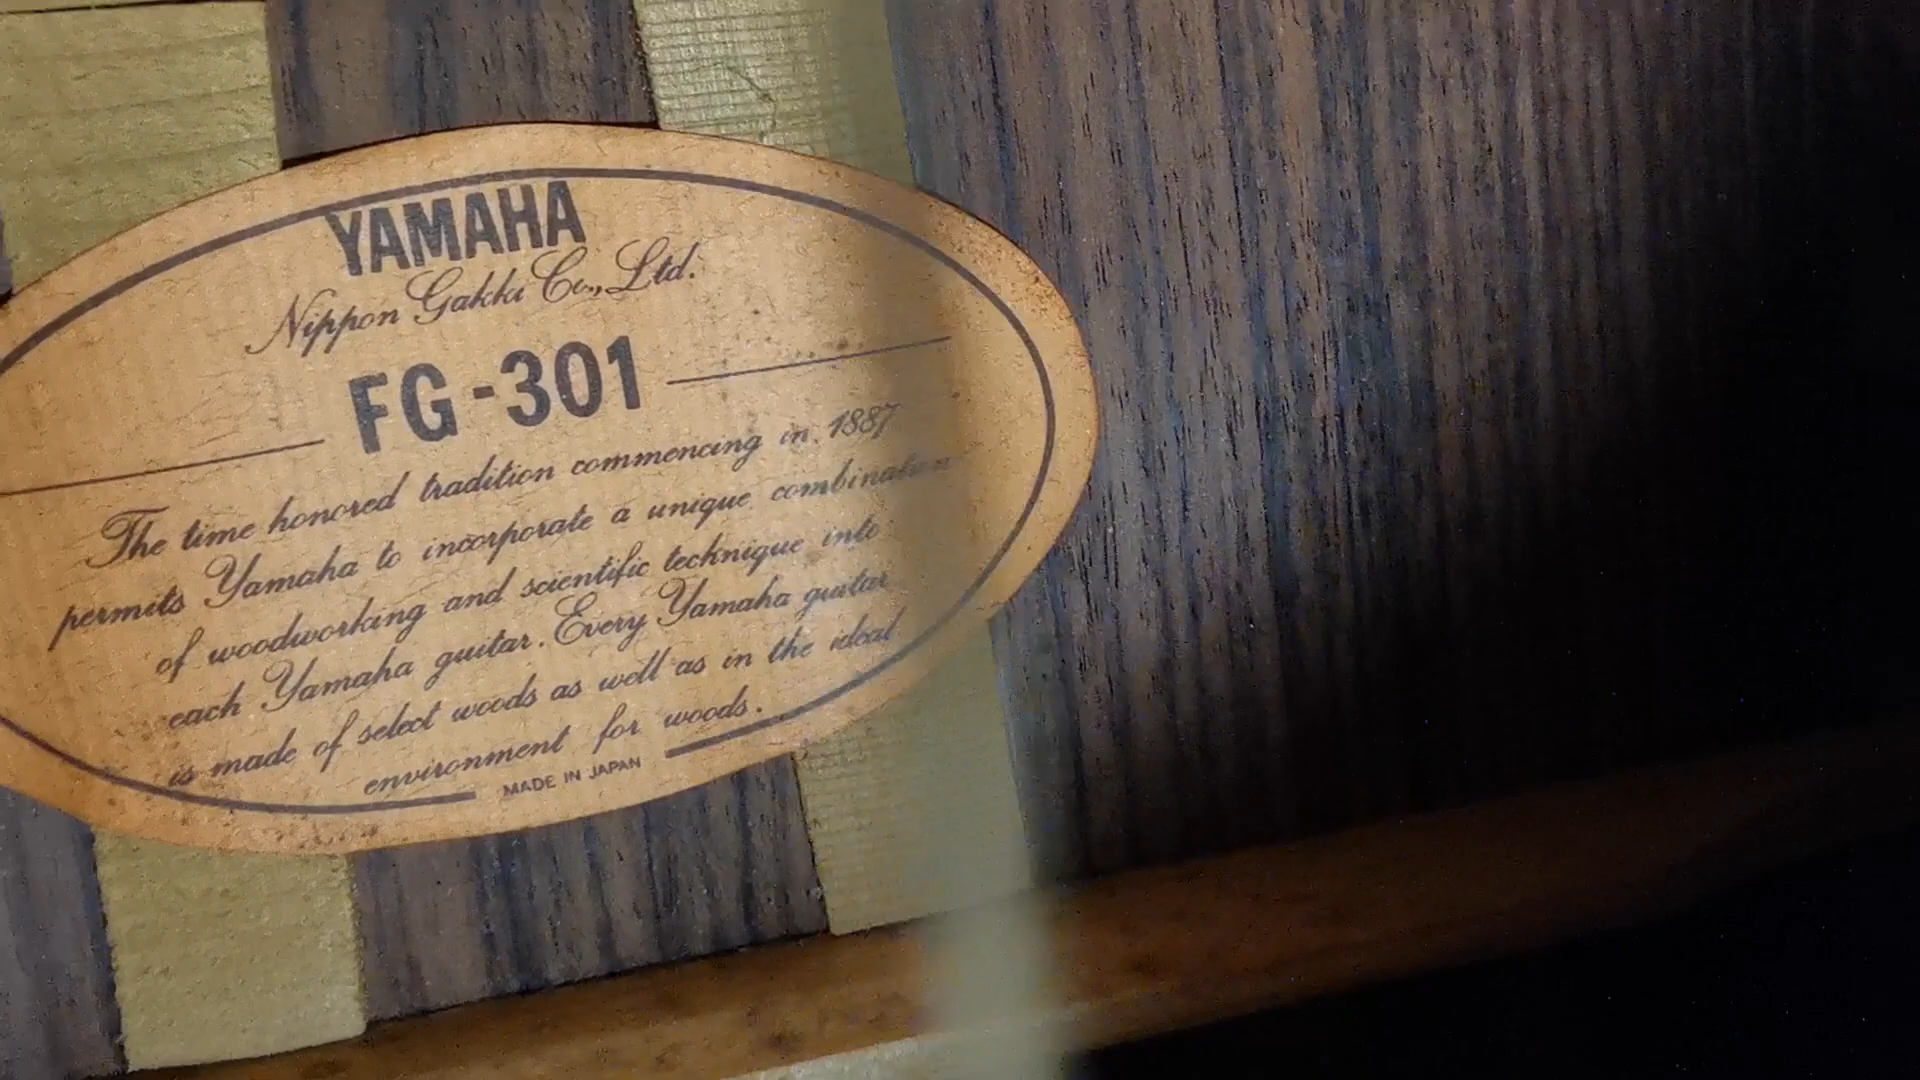 YAMAHA
Nippon Gakki Co., Ltd.
FG-301
The time honored tradition commencing in 1887
permits Yamaha to incorporate a unique combination
of woodworking and scientific technique into
each Yamaha guitar. Every Yamaha guitar
is made of select woods as well as in the ideal
environment for woods.
MADE IN JAPAN